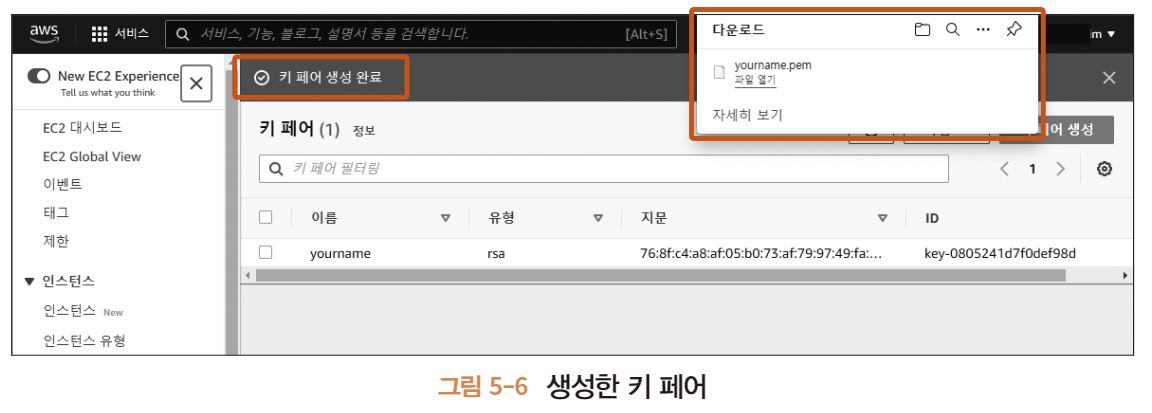 aws
서비스
서비스, 기능, 블로그, 설명서 등을 검색합니다.
[Alt+S]
im ▼
다운로드
yourname.pem
파일 열기
자세히 보기
New EC2 Experience
Tell us what you think
키 페어 생성 완료
EC2 대시보드
EC2 Global View
이벤트
태그
제한
인스턴스
인스턴스 New
인스턴스 유형
키 페어 (1) 정보
어 생성
키 페어 필터링
1
이름 유형 지문 ID
yourname rsa 76:8f:c4:a8:af:05:b0:73:af:79:97:49:fa:... key-0805241d7f0def98d
그림 5-6 생성한 키 페어